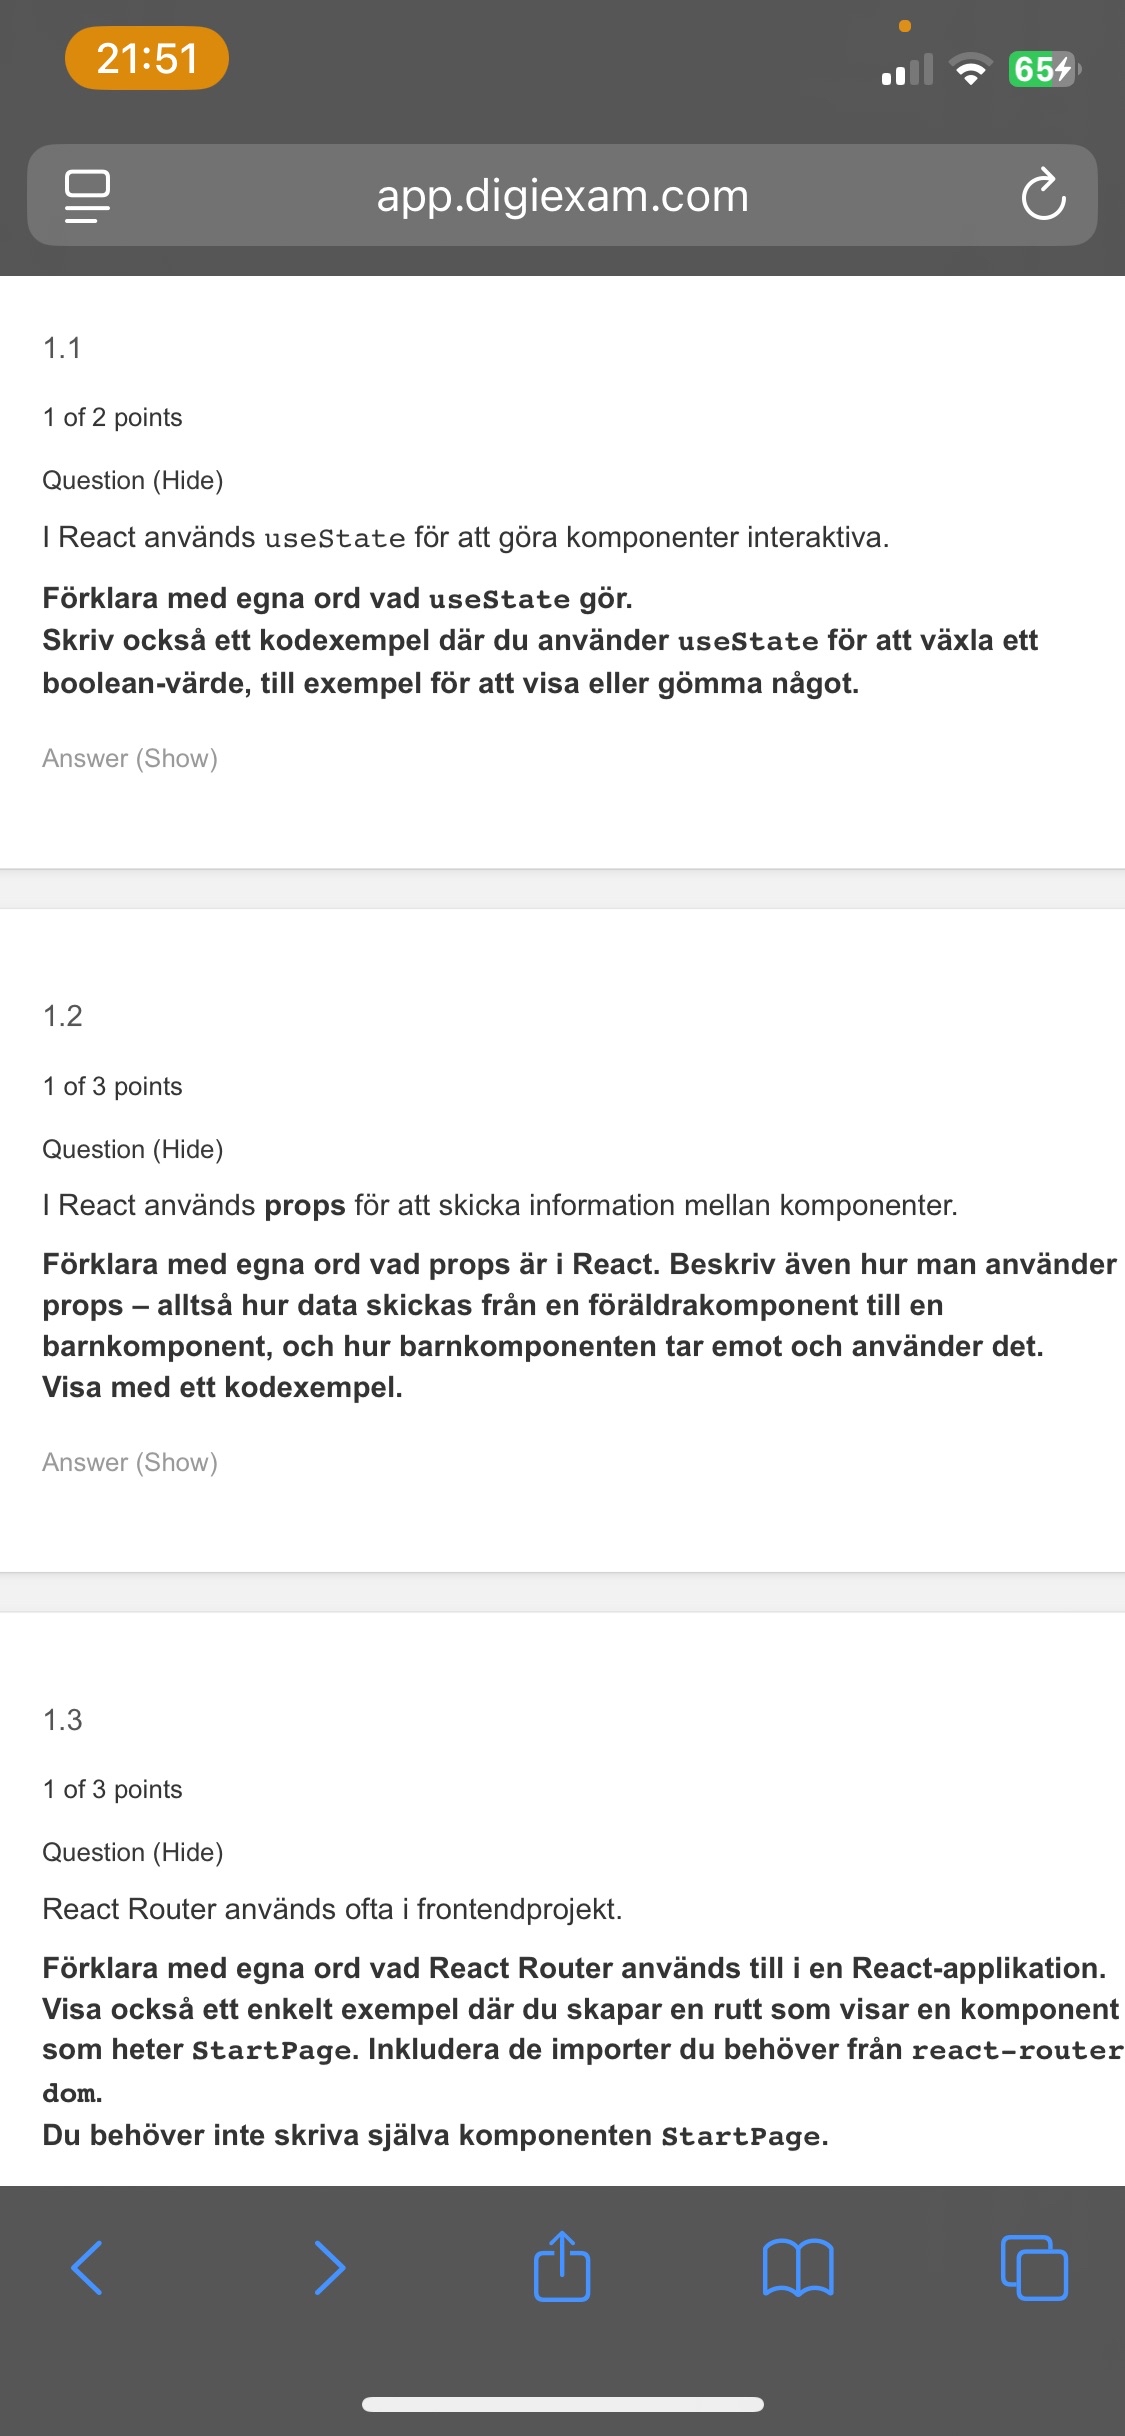 21:51
65
app.digiexam.com
1.1
1 of 2 points
Question (Hide)
I React används useState för att göra komponenter interaktiva.
Förklara med egna ord vad useState gör.
Skriv också ett kodexempel där du använder useState för att växla ett
boolean-värde, till exempel för att visa eller gömma något.
Answer (Show)
1.2
1 of 3 points
Question (Hide)
I React används props för att skicka information mellan komponenter.
Förklara med egna ord vad props är i React. Beskriv även hur man använder
props – alltså hur data skickas från en föräldrakomponent till en
barnkomponent, och hur barnkomponenten tar emot och använder det.
Visa med ett kodexempel.
Answer (Show)
1.3
1 of 3 points
Question (Hide)
React Router används ofta i frontendprojekt.
Förklara med egna ord vad React Router används till i en React-applikation.
Visa också ett enkelt exempel där du skapar en rutt som visar en komponent
som heter StartPage. Inkludera de importer du behöver från react-router
dom.
Du behöver inte skriva själva komponenten StartPage.